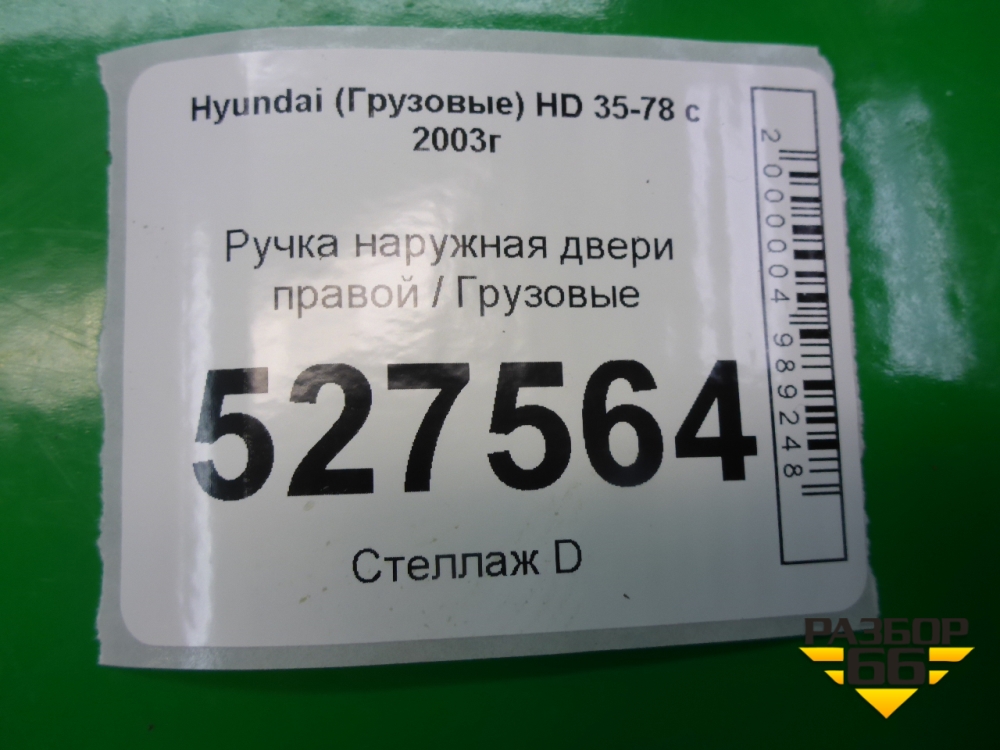 Hyundai (Грузовые) HD 35-78 с
2003г
Ручка наружная двери
правой / Грузовые
527564
Стеллаж D
2000004989248
РАЗБОР
66